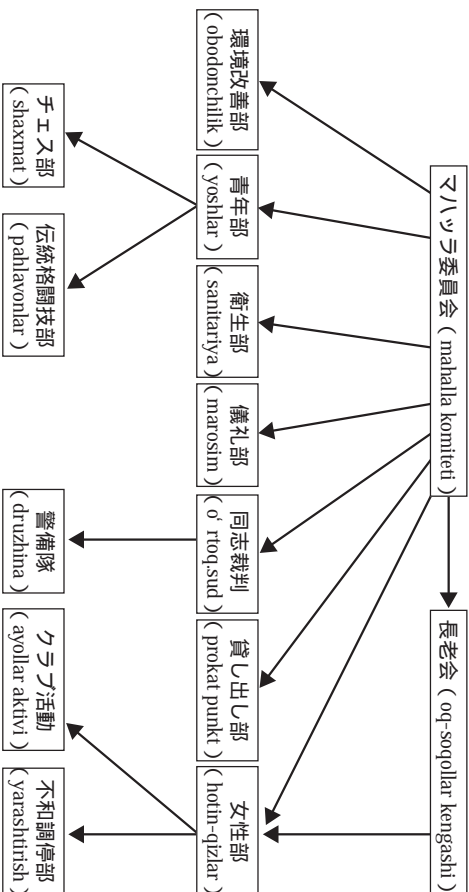 マハッラ委員会（mahalla komiteti）
長老会（oq-soqollar kengashi）
環境改善部
（obodonchilik）
青年部
（yoshlar）
衛生部
（sanitariya）
儀礼部
（marosim）
同志裁判
（o‘rtoq.sud）
貸し出し部
（prokat punkt）
女性部
（hotin-qizlar）
チェス部
（shaxmat）
伝統格闘技部
（pahlavonlar）
警備隊
（druzhina）
クラブ活動
（ayollar aktivi）
不和調停部
（yarashtirish）